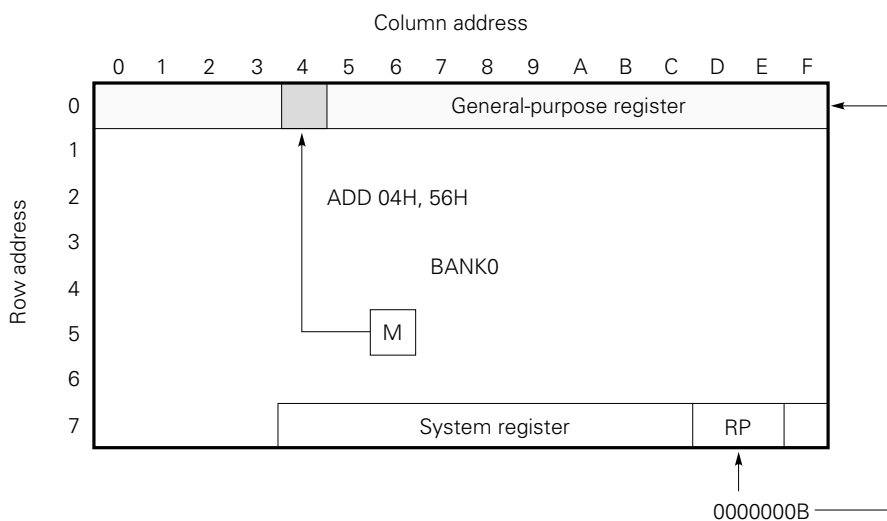 Column address
0 1 2 3 4 5 6 7 8 9 A B C D E F
0 General-purpose register
1
2 ADD 04H, 56H
3
BANK0
4
Row address
5 M
6
7 System register RP
0000000B